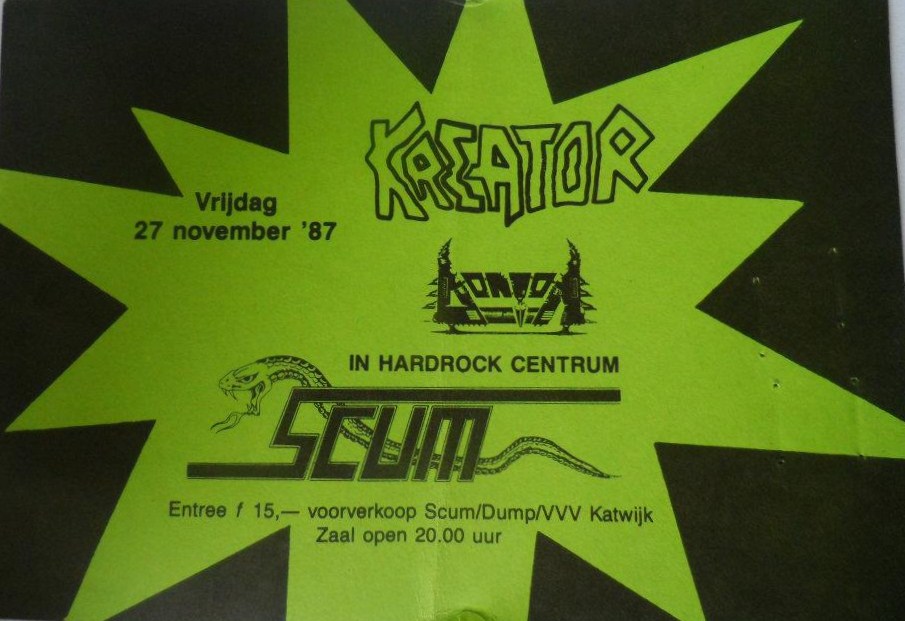 KREATOR
Vrijdag
27 november '87
VOIVOD
IN HARDROCK CENTRUM
SCUM
Entree f 15,— voorverkoop Scum/Dump/VVV Katwijk
Zaal open 20.00 uur